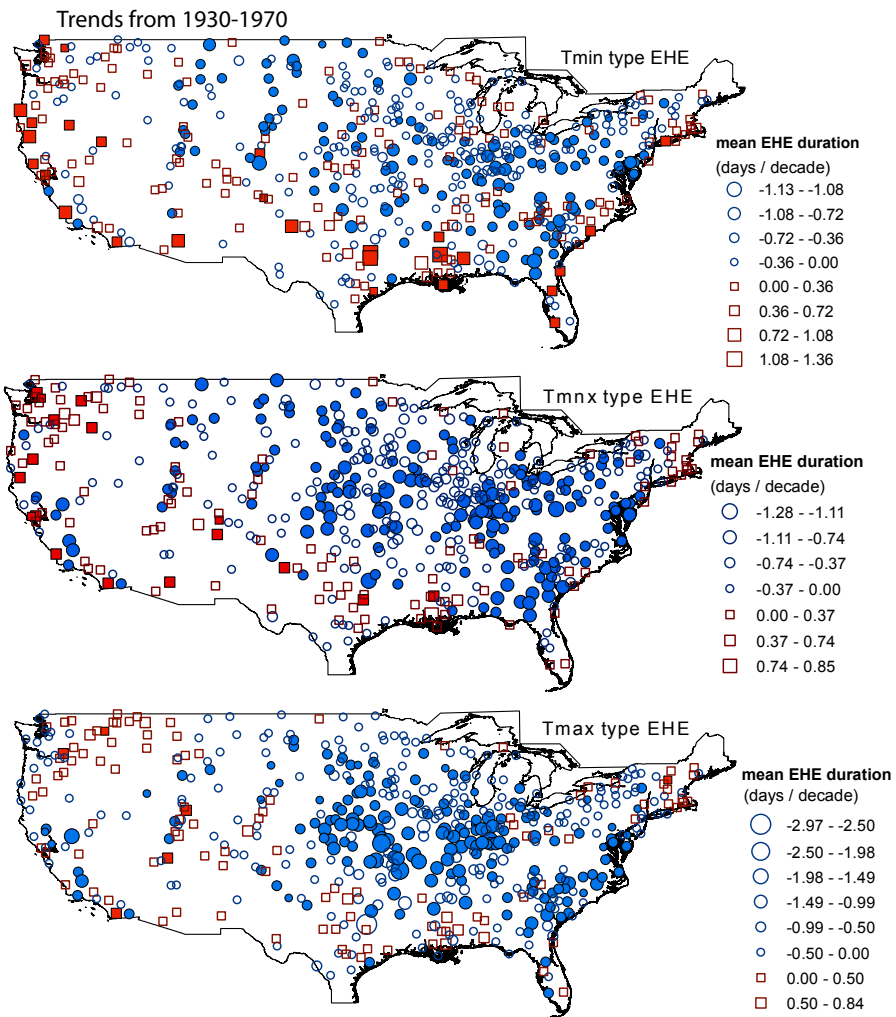 Trends from 1930-1970
Tmin type EHE
mean EHE duration
(days / decade)
-1.13 - -1.08
-1.08 - -0.72
-0.72 - -0.36
-0.36 - 0.00
0.00 - 0.36
0.36 - 0.72
0.72 - 1.08
1.08 - 1.36
Tmnx type EHE
mean EHE duration
(days / decade)
-1.28 - -1.11
-1.11 - -0.74
-0.74 - -0.37
-0.37 - 0.00
0.00 - 0.37
0.37 - 0.74
0.74 - 0.85
Tmax type EHE
mean EHE duration
(days / decade)
-2.97 - -2.50
-2.50 - -1.98
-1.98 - -1.49
-1.49 - -0.99
-0.99 - -0.50
-0.50 - 0.00
0.00 - 0.50
0.50 - 0.84